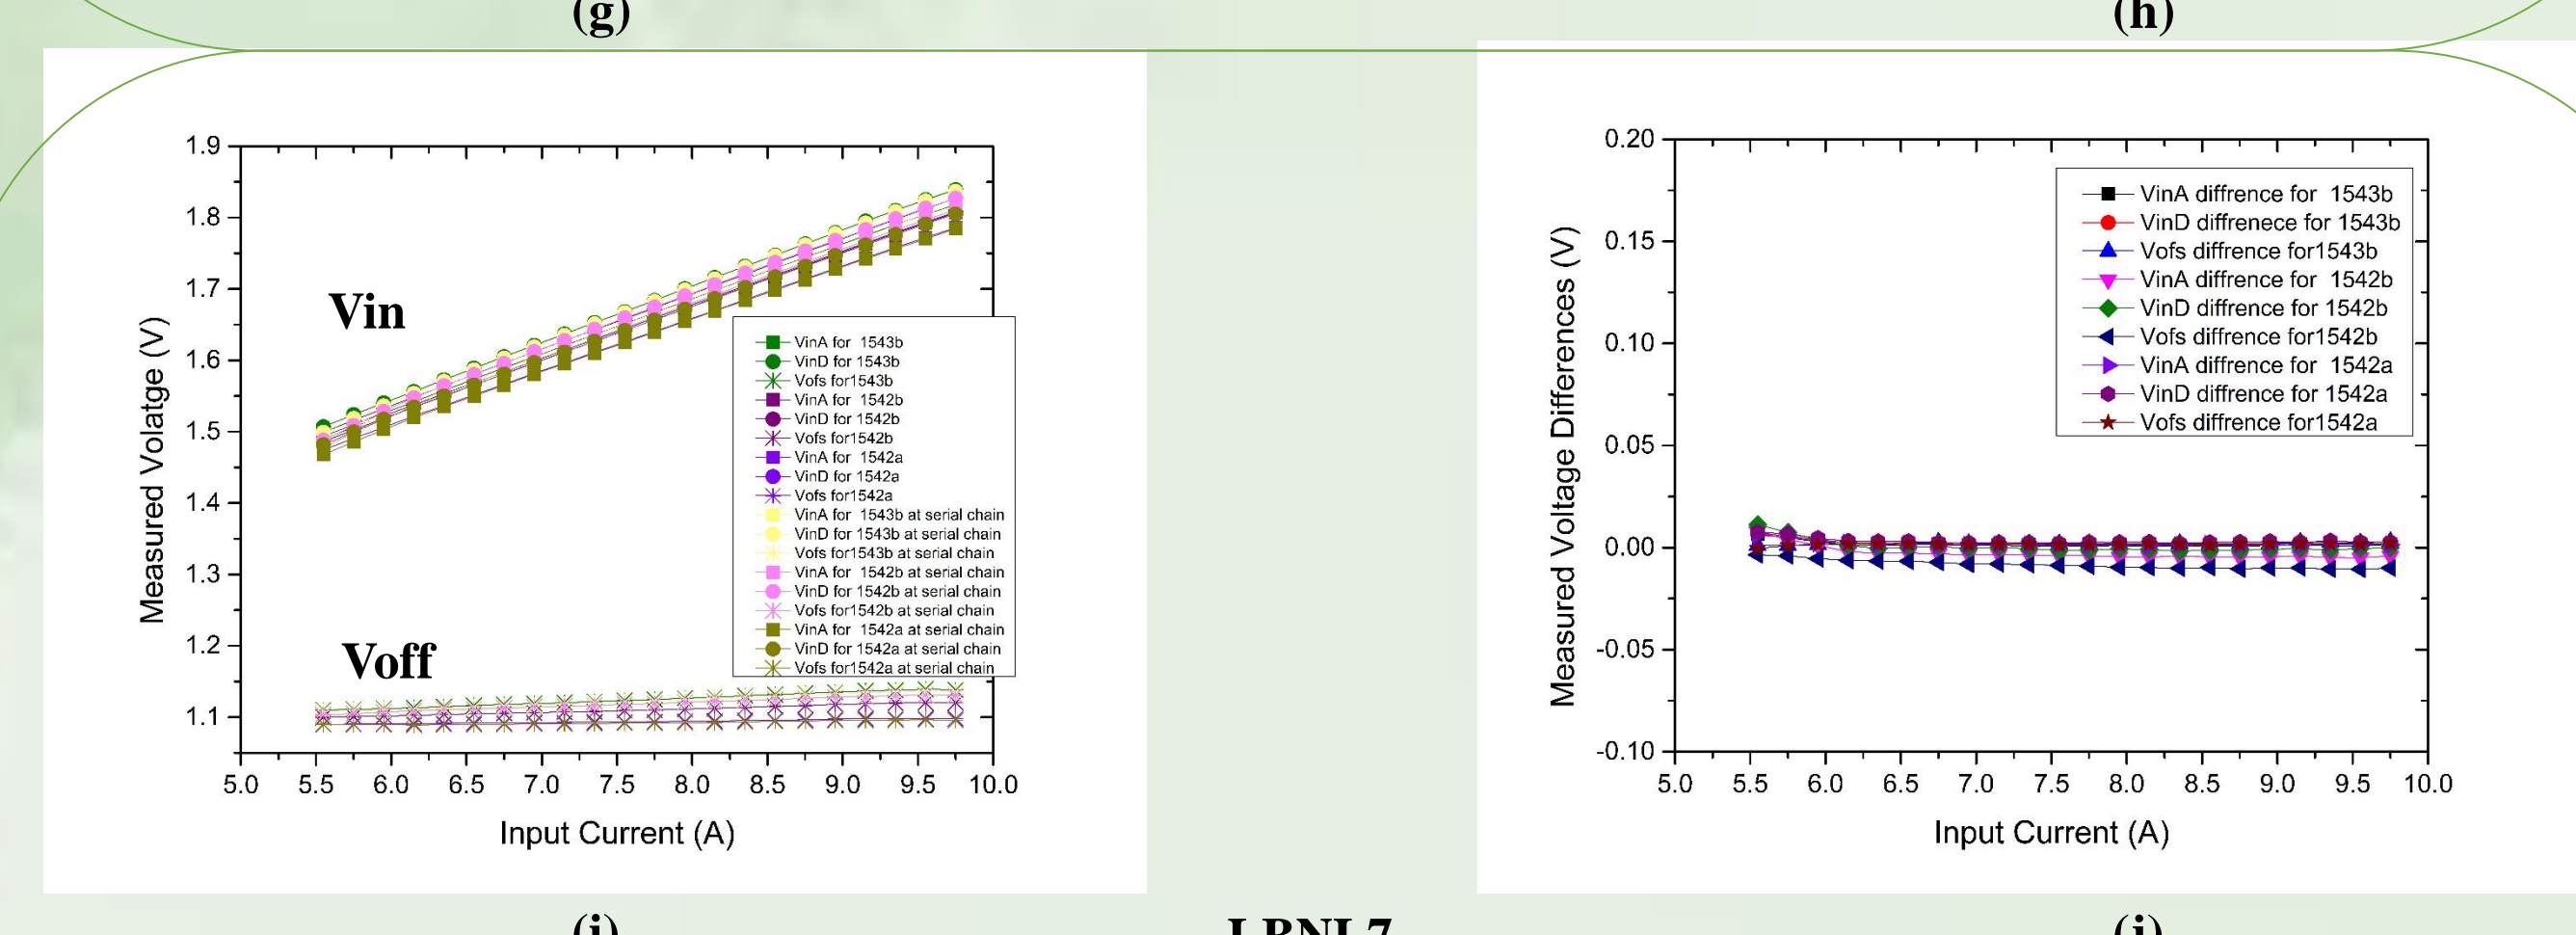 (g)
(h)
1.9
1.8
1.7
1.6
1.5
1.4
1.3
1.2
1.1
Measured Volatge (V)
Vin
Voff
VinA for 1543b
VinD for 1543b
Vofs for1543b
VinA for 1542b
VinD for 1542b
Vofs for1542b
VinA for 1542a
VinD for 1542a
Vofs for1542a
VinA for 1543b at serial chain
VinD for 1543b at serial chain
Vofs for1543b at serial chain
VinA for 1542b at serial chain
VinD for 1542b at serial chain
Vofs for1542b at serial chain
VinA for 1542a at serial chain
VinD for 1542a at serial chain
Vofs for1542a at serial chain
5.0 5.5 6.0 6.5 7.0 7.5 8.0 8.5 9.0 9.5 10.0
Input Current (A)
0.20
0.15
0.10
0.05
0.00
-0.05
-0.10
Measured Voltage Differences (V)
VinA diffrence for 1543b
VinD diffrenece for 1543b
Vofs diffrence for1543b
VinA diffrence for 1542b
VinD diffrence for 1542b
Vofs diffrence for1542b
VinA diffrence for 1542a
VinD diffrence for 1542a
Vofs diffrence for1542a
5.0 5.5 6.0 6.5 7.0 7.5 8.0 8.5 9.0 9.5 10.0
Input Current (A)
(i)
(j)